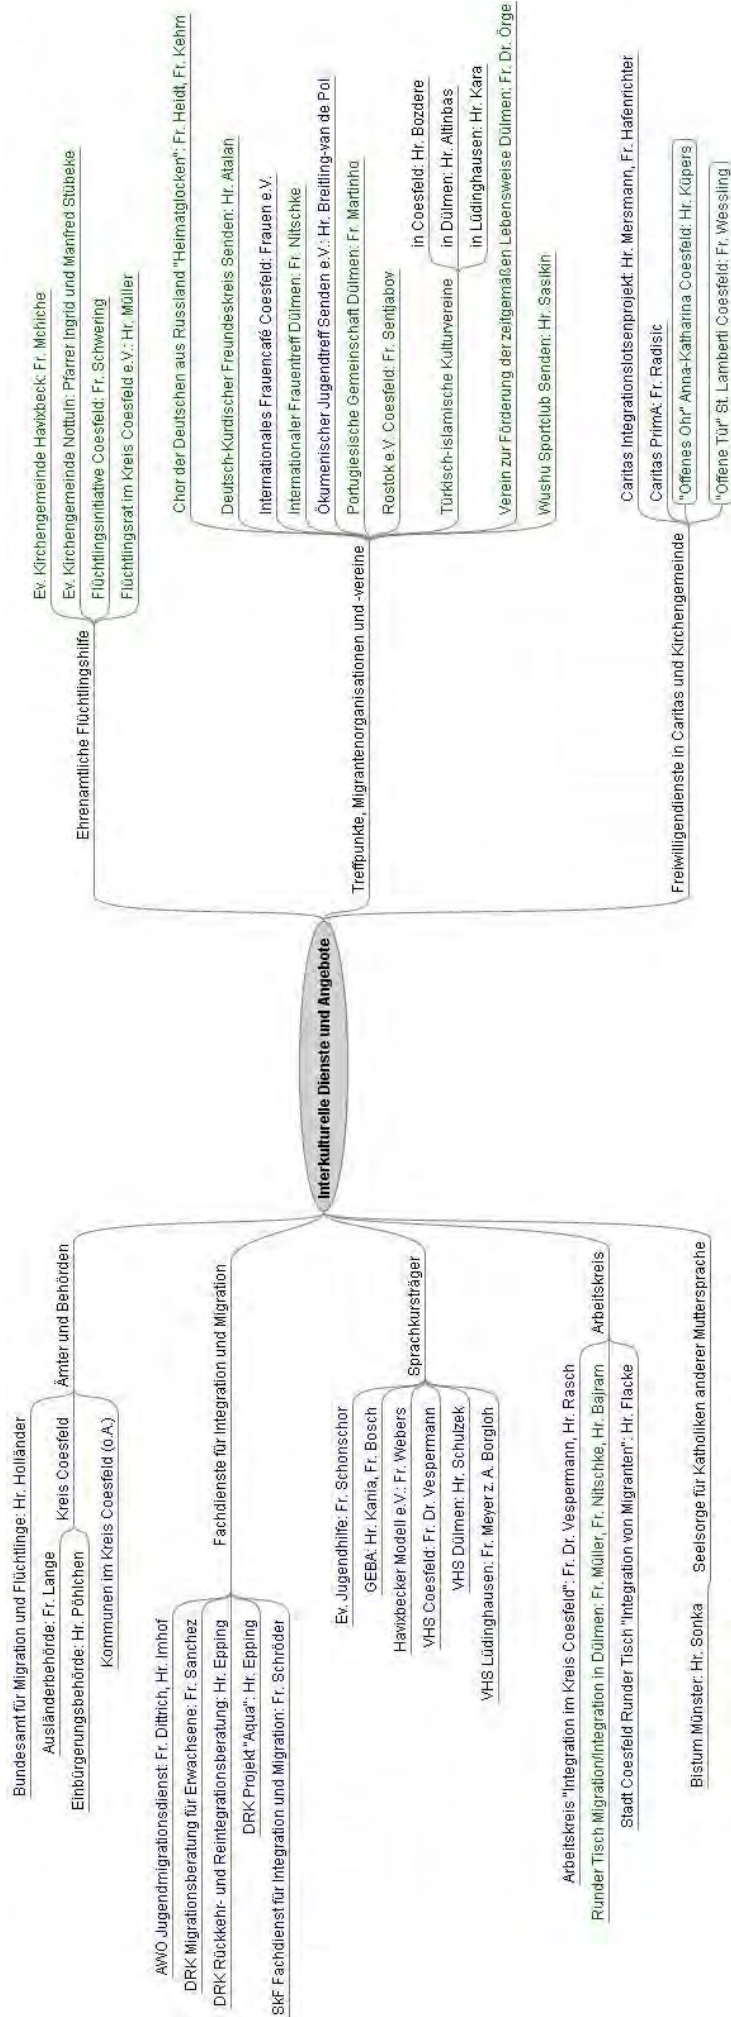 Interkulturelle Dienste und Angebote
Ämter und Behörden
Bundesamt für Migration und Flüchtlinge: Hr. Holländer
Kreis Coesfeld
Ausländerbehörde: Fr. Lange
Einbürgerungsbehörde: Hr. Pöhlchen
Kommunen im Kreis Coesfeld (o.A.)
Fachdienste für Integration und Migration
AWO Jugendmigrationsdienst: Fr. Dittrich, Hr. Imhof
DRK Migrationsberatung für Erwachsene: Fr. Sanchez
DRK Rückkehr- und Reintegrationsberatung: Hr. Epping
DRK Projekt "Aqua": Hr. Epping
SkF Fachdienst für Integration und Migration: Fr. Schröder
Sprachkursträger
Ev. Jugendhilfe: Fr. Schonschor
GEBA: Hr. Kania, Fr. Bosch
Havixbecker Modell e.V.: Fr. Webers
VHS Coesfeld: Fr. Dr. Vespermann
VHS Dülmen: Hr. Schulzek
VHS Lüdinghausen: Fr. Meyer z. A. Borgloh
Arbeitskreis
Arbeitskreis "Integration im Kreis Coesfeld": Fr. Dr. Vespermann, Hr. Rasch
Runder Tisch Migration/Integration in Dülmen: Fr. Müller, Fr. Nitschke, Hr. Bajram
Stadt Coesfeld Runder Tisch "Integration von Migranten": Hr. Flacke
Seelsorge für Katholiken anderer Muttersprache
Bistum Münster: Hr. Sonka
Ehrenamtliche Flüchtlingshilfe
Ev. Kirchengemeinde Havixbeck: Fr. Mchiche
Ev. Kirchengemeinde Nottuln: Pfarrer Ingrid und Manfred Stübeke
Flüchtlingsinitiative Coesfeld: Fr. Schwering
Flüchtlingsrat im Kreis Coesfeld e.V.: Hr. Müller
Treffpunkte, Migrantenorganisationen und -vereine
Chor der Deutschen aus Russland "Heimatglocken": Fr. Heidt, Fr. Kehrn
Deutsch-Kurdischer Freundeskreis Senden: Hr. Atalan
Internationales Frauencafé Coesfeld: Frauen e.V.
Internationaler Frauentreff Dülmen: Fr. Nitschke
Ökumenischer Jugendtreff Senden e.V.: Hr. Breitling-van de Pol
Portugiesische Gemeinschaft Dülmen: Fr. Martinho
Rostok e.V. Coesfeld: Fr. Sentjabov
Türkisch-islamische Kulturvereine
in Coesfeld: Hr. Bozdere
in Dülmen: Hr. Altinbas
in Lüdinghausen: Hr. Kara
Verein zur Förderung der zeitgemäßen Lebensweise Dülmen: Fr. Dr. Örge
Wushu Sportclub Senden: Hr. Sasikin
Freiwilligendienste in Caritas und Kirchengemeinde
Caritas Integrationslotsenprojekt: Hr. Mersmann, Fr. Hafenrichter
Caritas PrimA: Fr. Radisic
"Offenes Ohr" Anna-Katharina Coesfeld: Hr. Küpers
"Offene Tür" St. Lamberti Coesfeld: Fr. Wessling